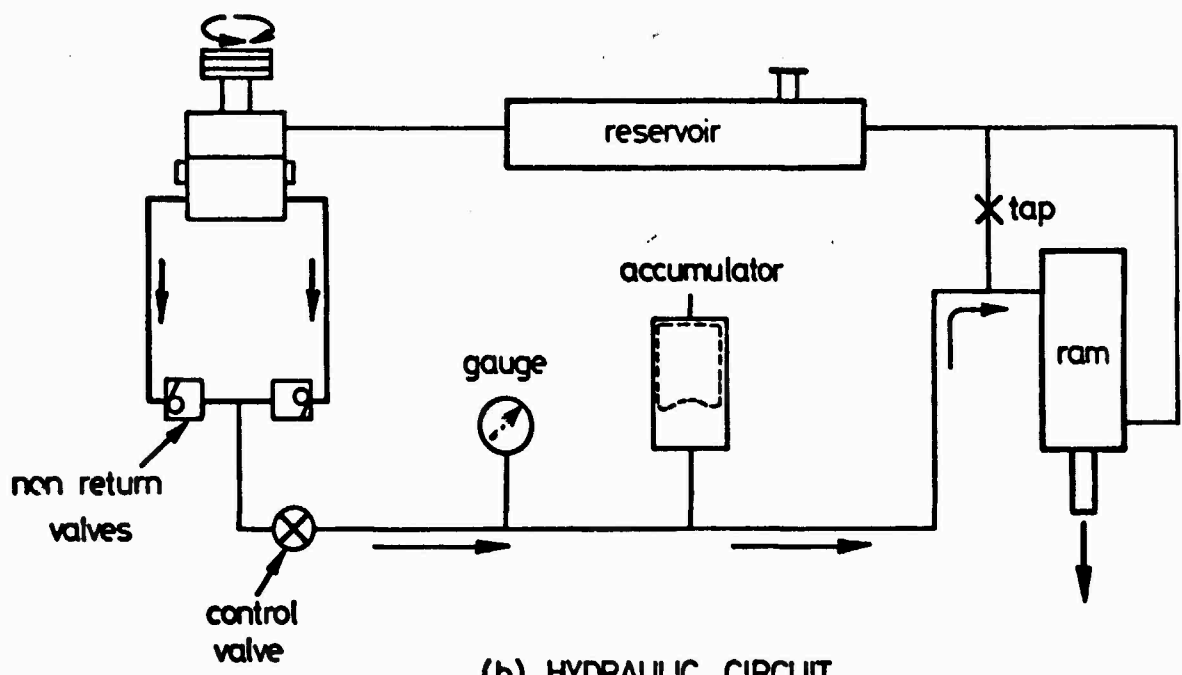 reservoir
tap
accumulator
ram
gauge
non return
valves
control
valve
(b) HYDRAULIC CIRCUIT